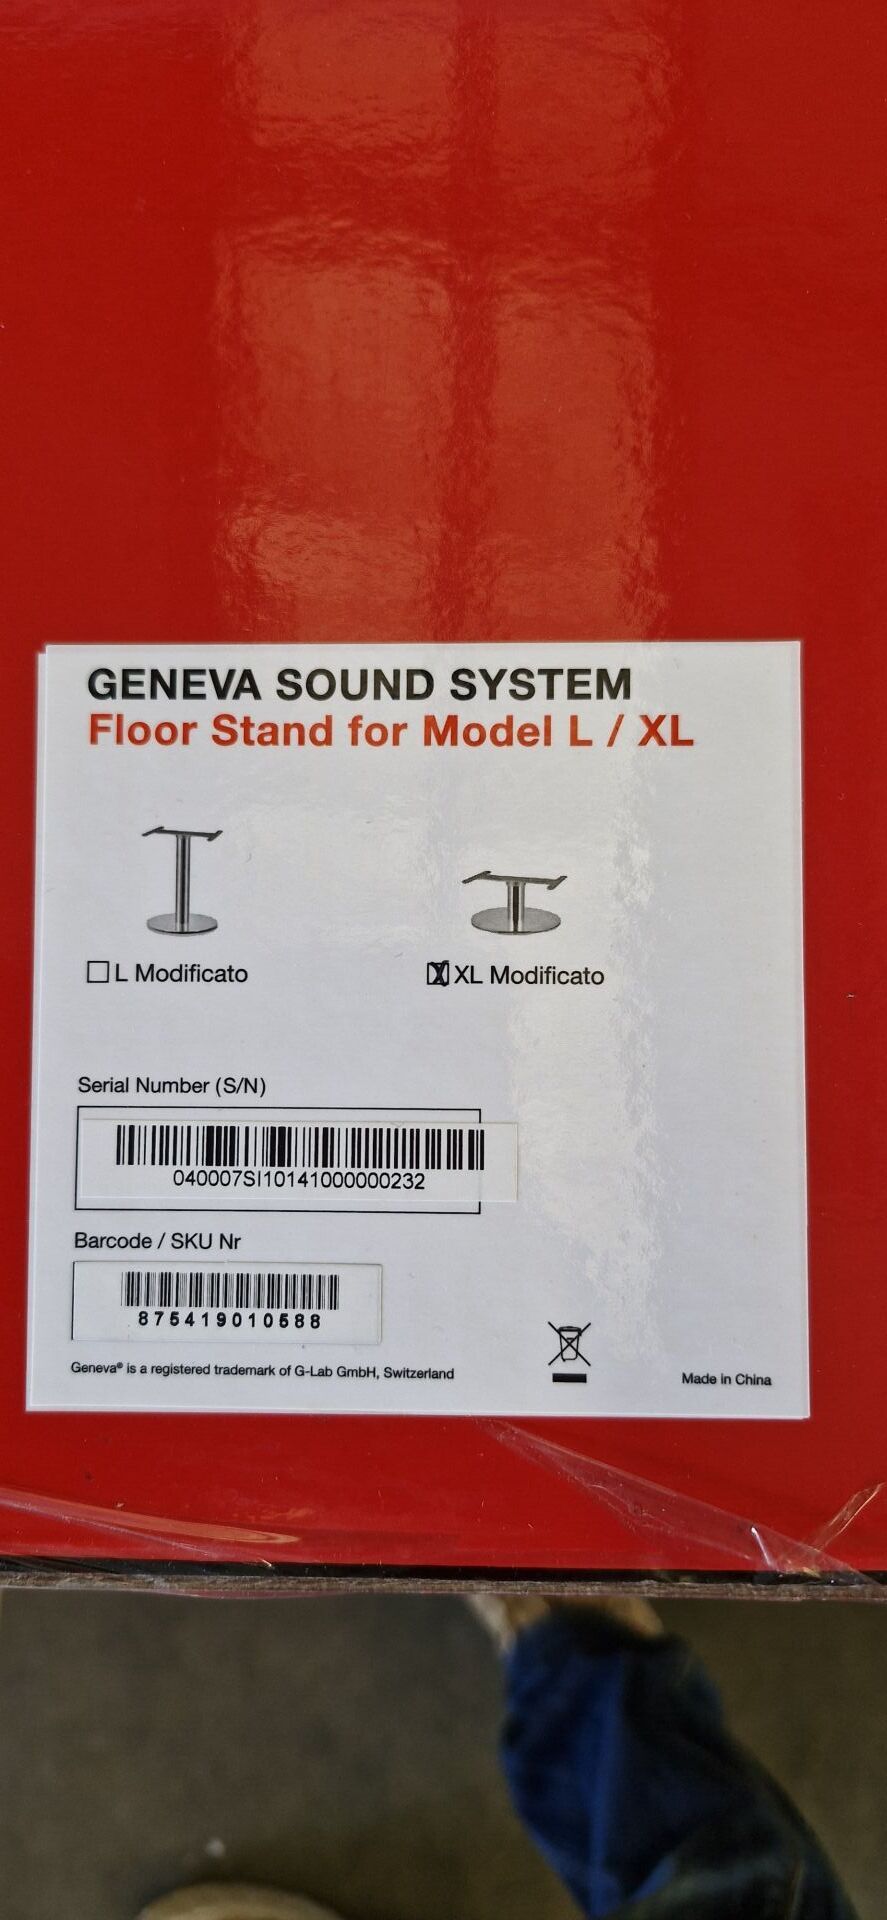 GENEVA SOUND SYSTEM
Floor Stand for Model L / XL
L Modificato
XL Modificato
Serial Number (S/N)
040007SI10141000000232
Barcode / SKU Nr
875419010588
Geneva® is a registered trademark of G-Lab GmbH, Switzerland
Made in China